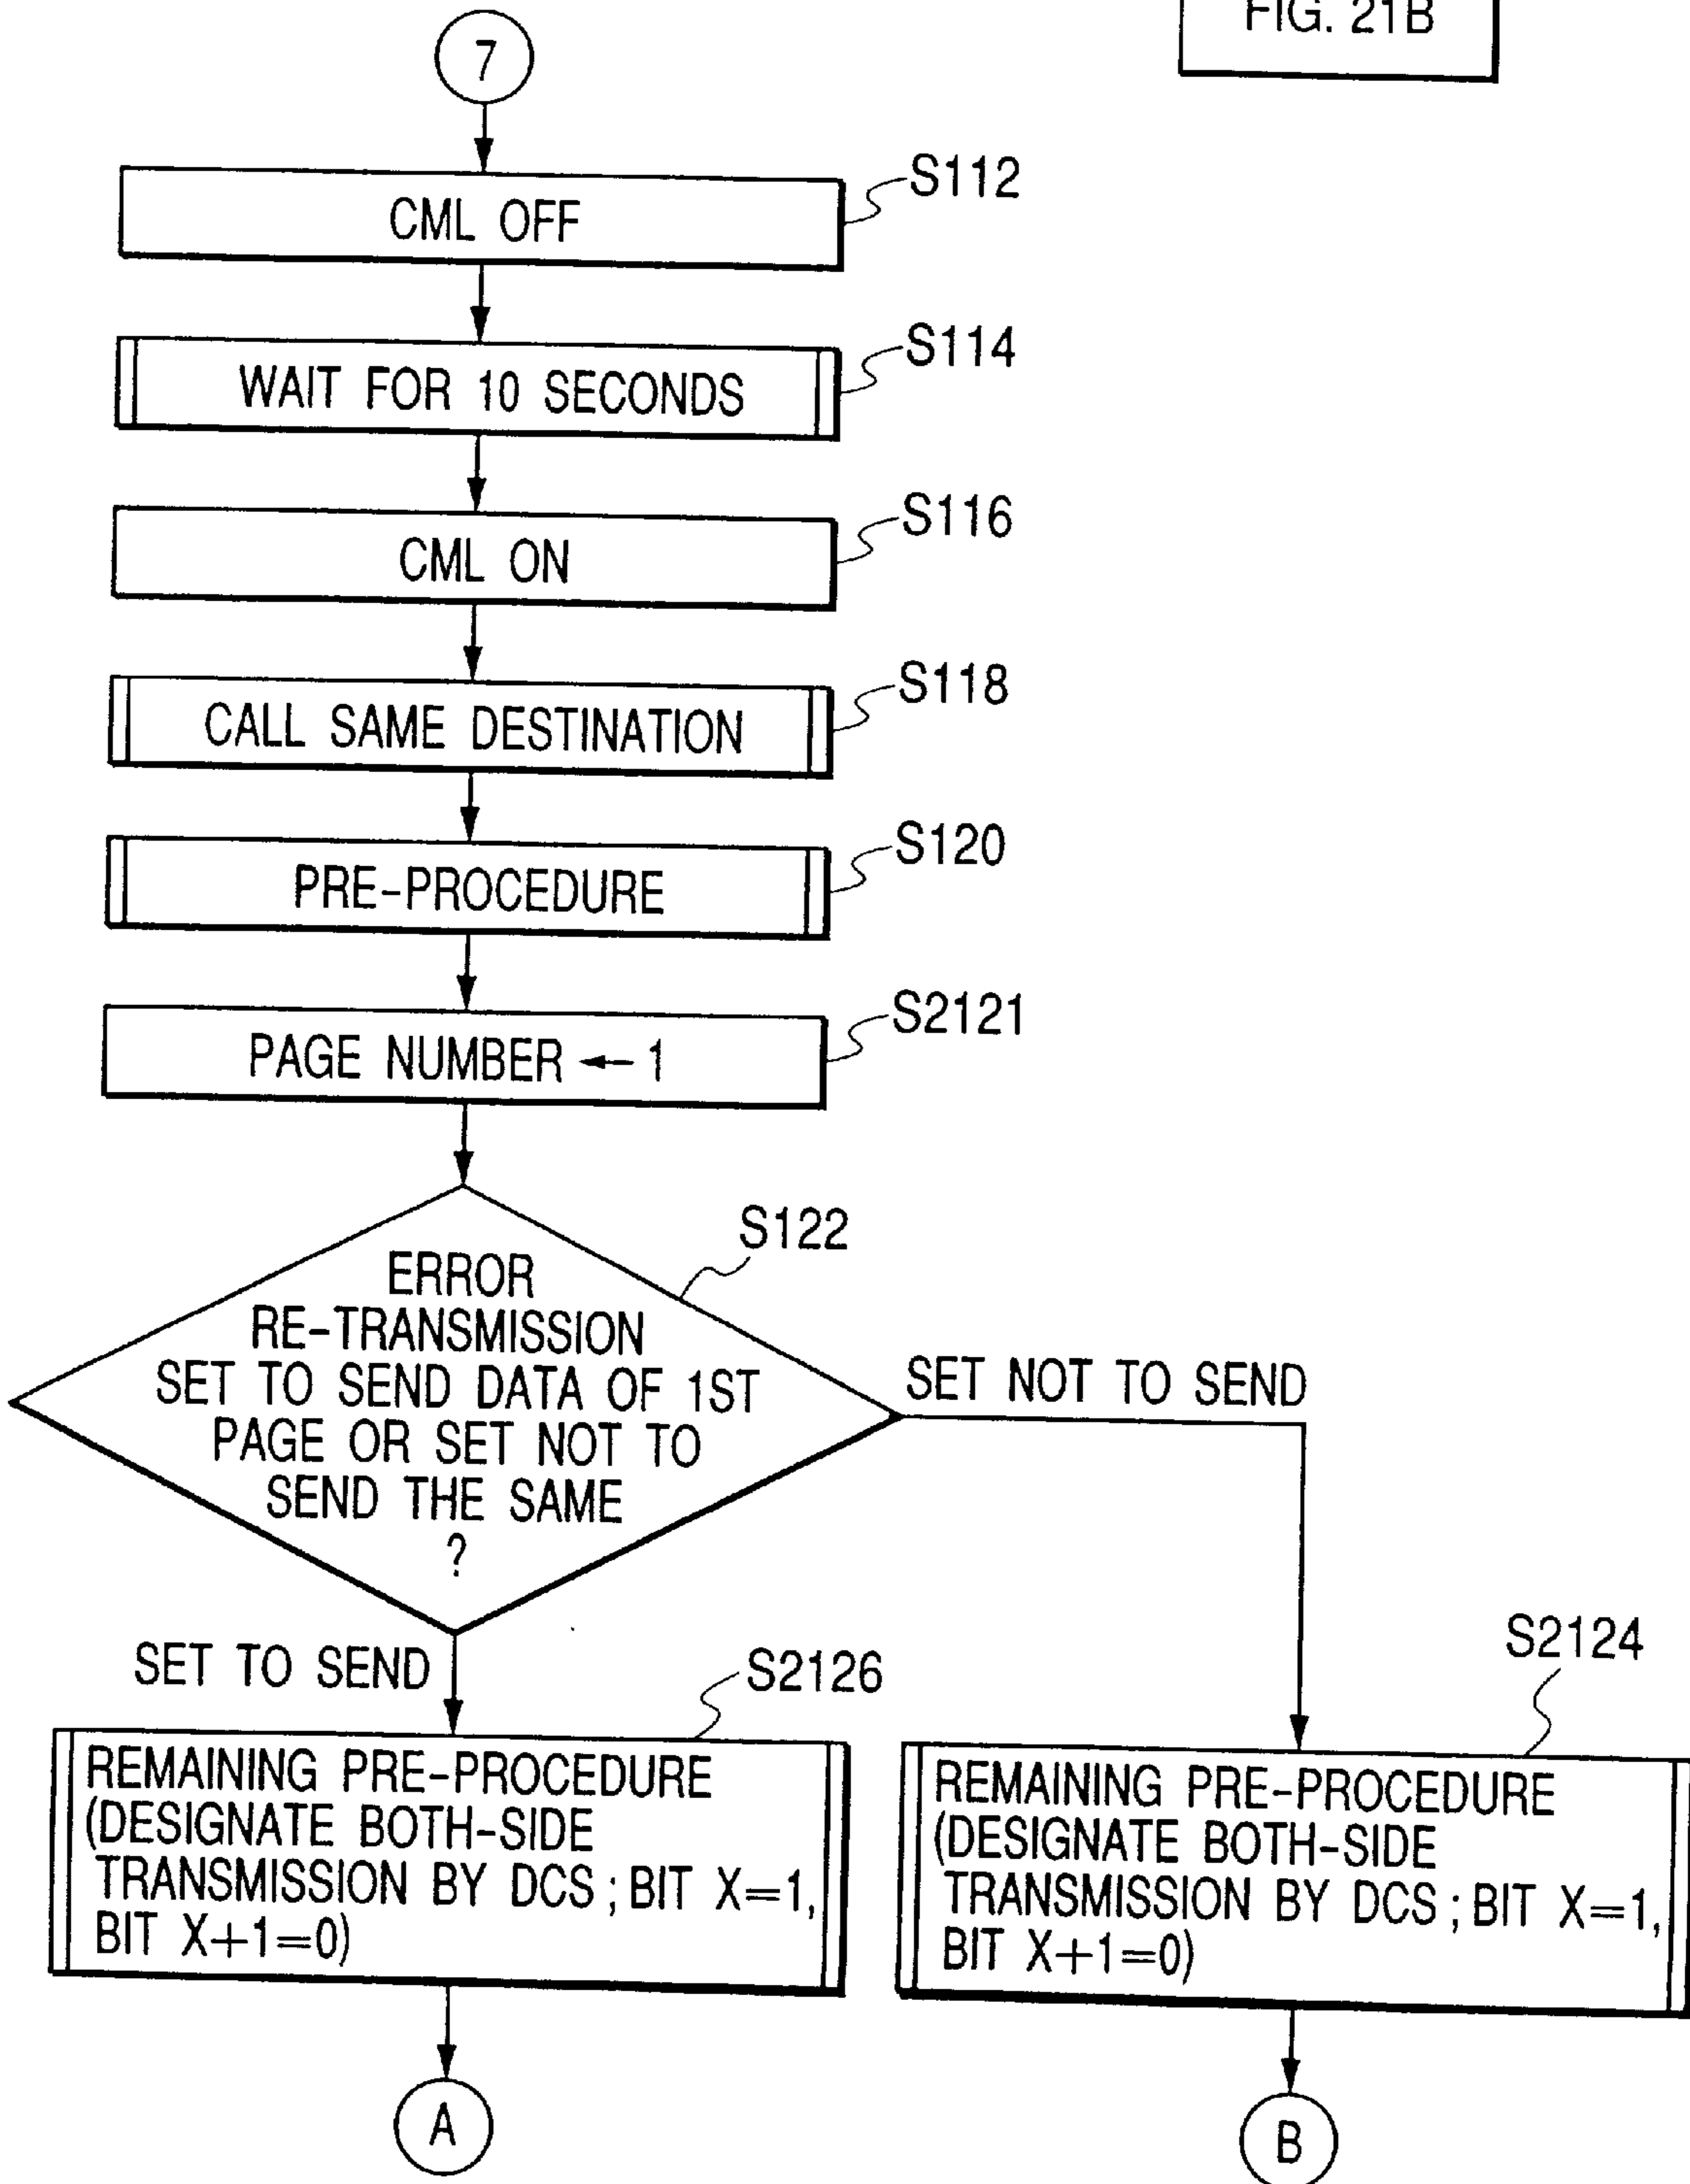 FIG. 21B
7
S112
CML OFF
S114
WAIT FOR 10 SECONDS
S116
CML ON
S118
CALL SAME DESTINATION
S120
PRE-PROCEDURE
S2121
PAGE NUMBER ← 1
S122
ERROR
RE-TRANSMISSION
SET TO SEND DATA OF 1ST
PAGE OR SET NOT TO
SEND THE SAME
?
SET NOT TO SEND
SET TO SEND
S2126
REMAINING PRE-PROCEDURE
(DESIGNATE BOTH-SIDE
TRANSMISSION BY DCS ; BIT X=1,
BIT X+1=0)
S2124
REMAINING PRE-PROCEDURE
(DESIGNATE BOTH-SIDE
TRANSMISSION BY DCS ; BIT X=1,
BIT X+1=0)
A
B